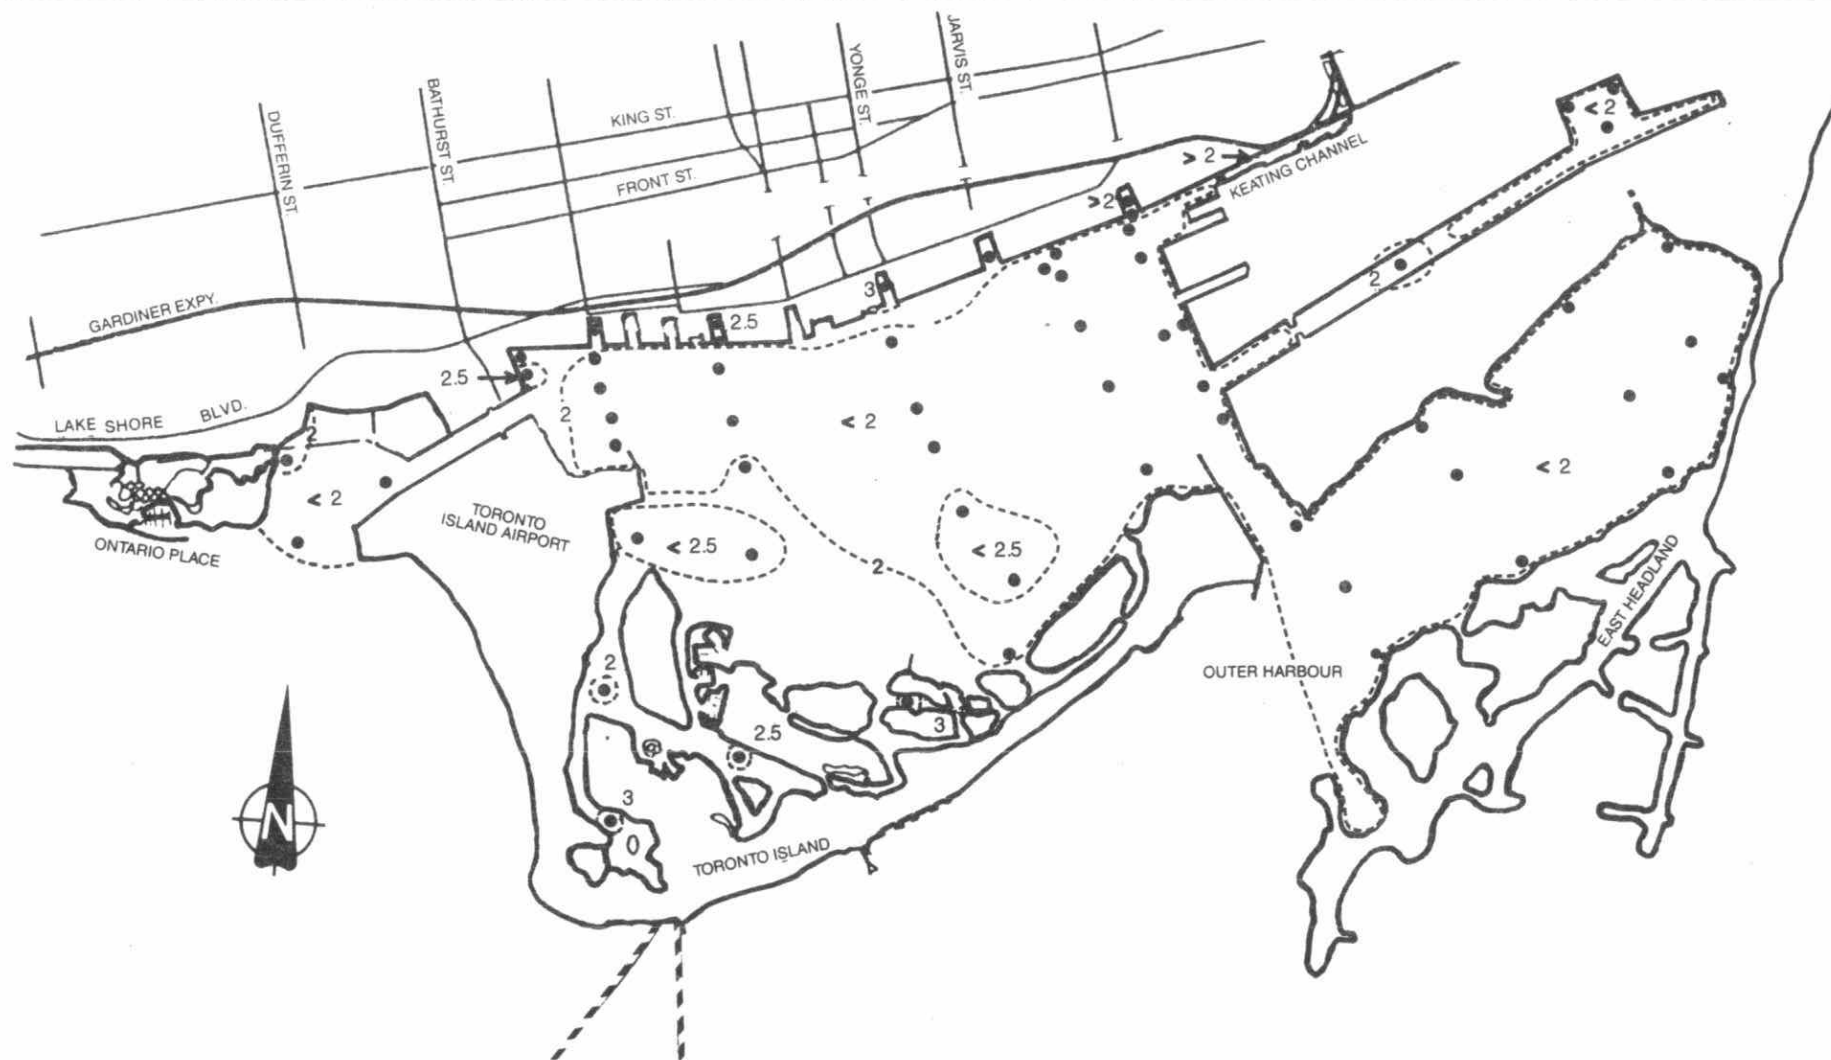 JARVIS ST.
YONGE ST.
BATHURST ST.
DUFFERIN ST.
KING ST.
FRONT ST.
> 2
KEATING CHANNEL
< 2
> 2
2
3
2.5
GARDINER EXPY.
2.5
LAKE SHORE BLVD.
2
2
< 2
< 2
< 2
TORONTO
ISLAND AIRPORT
ONTARIO PLACE
< 2.5
< 2.5
2
EAST HEADLAND
2
OUTER HARBOUR
2.5
3
3
0
N
TORONTO ISLAND